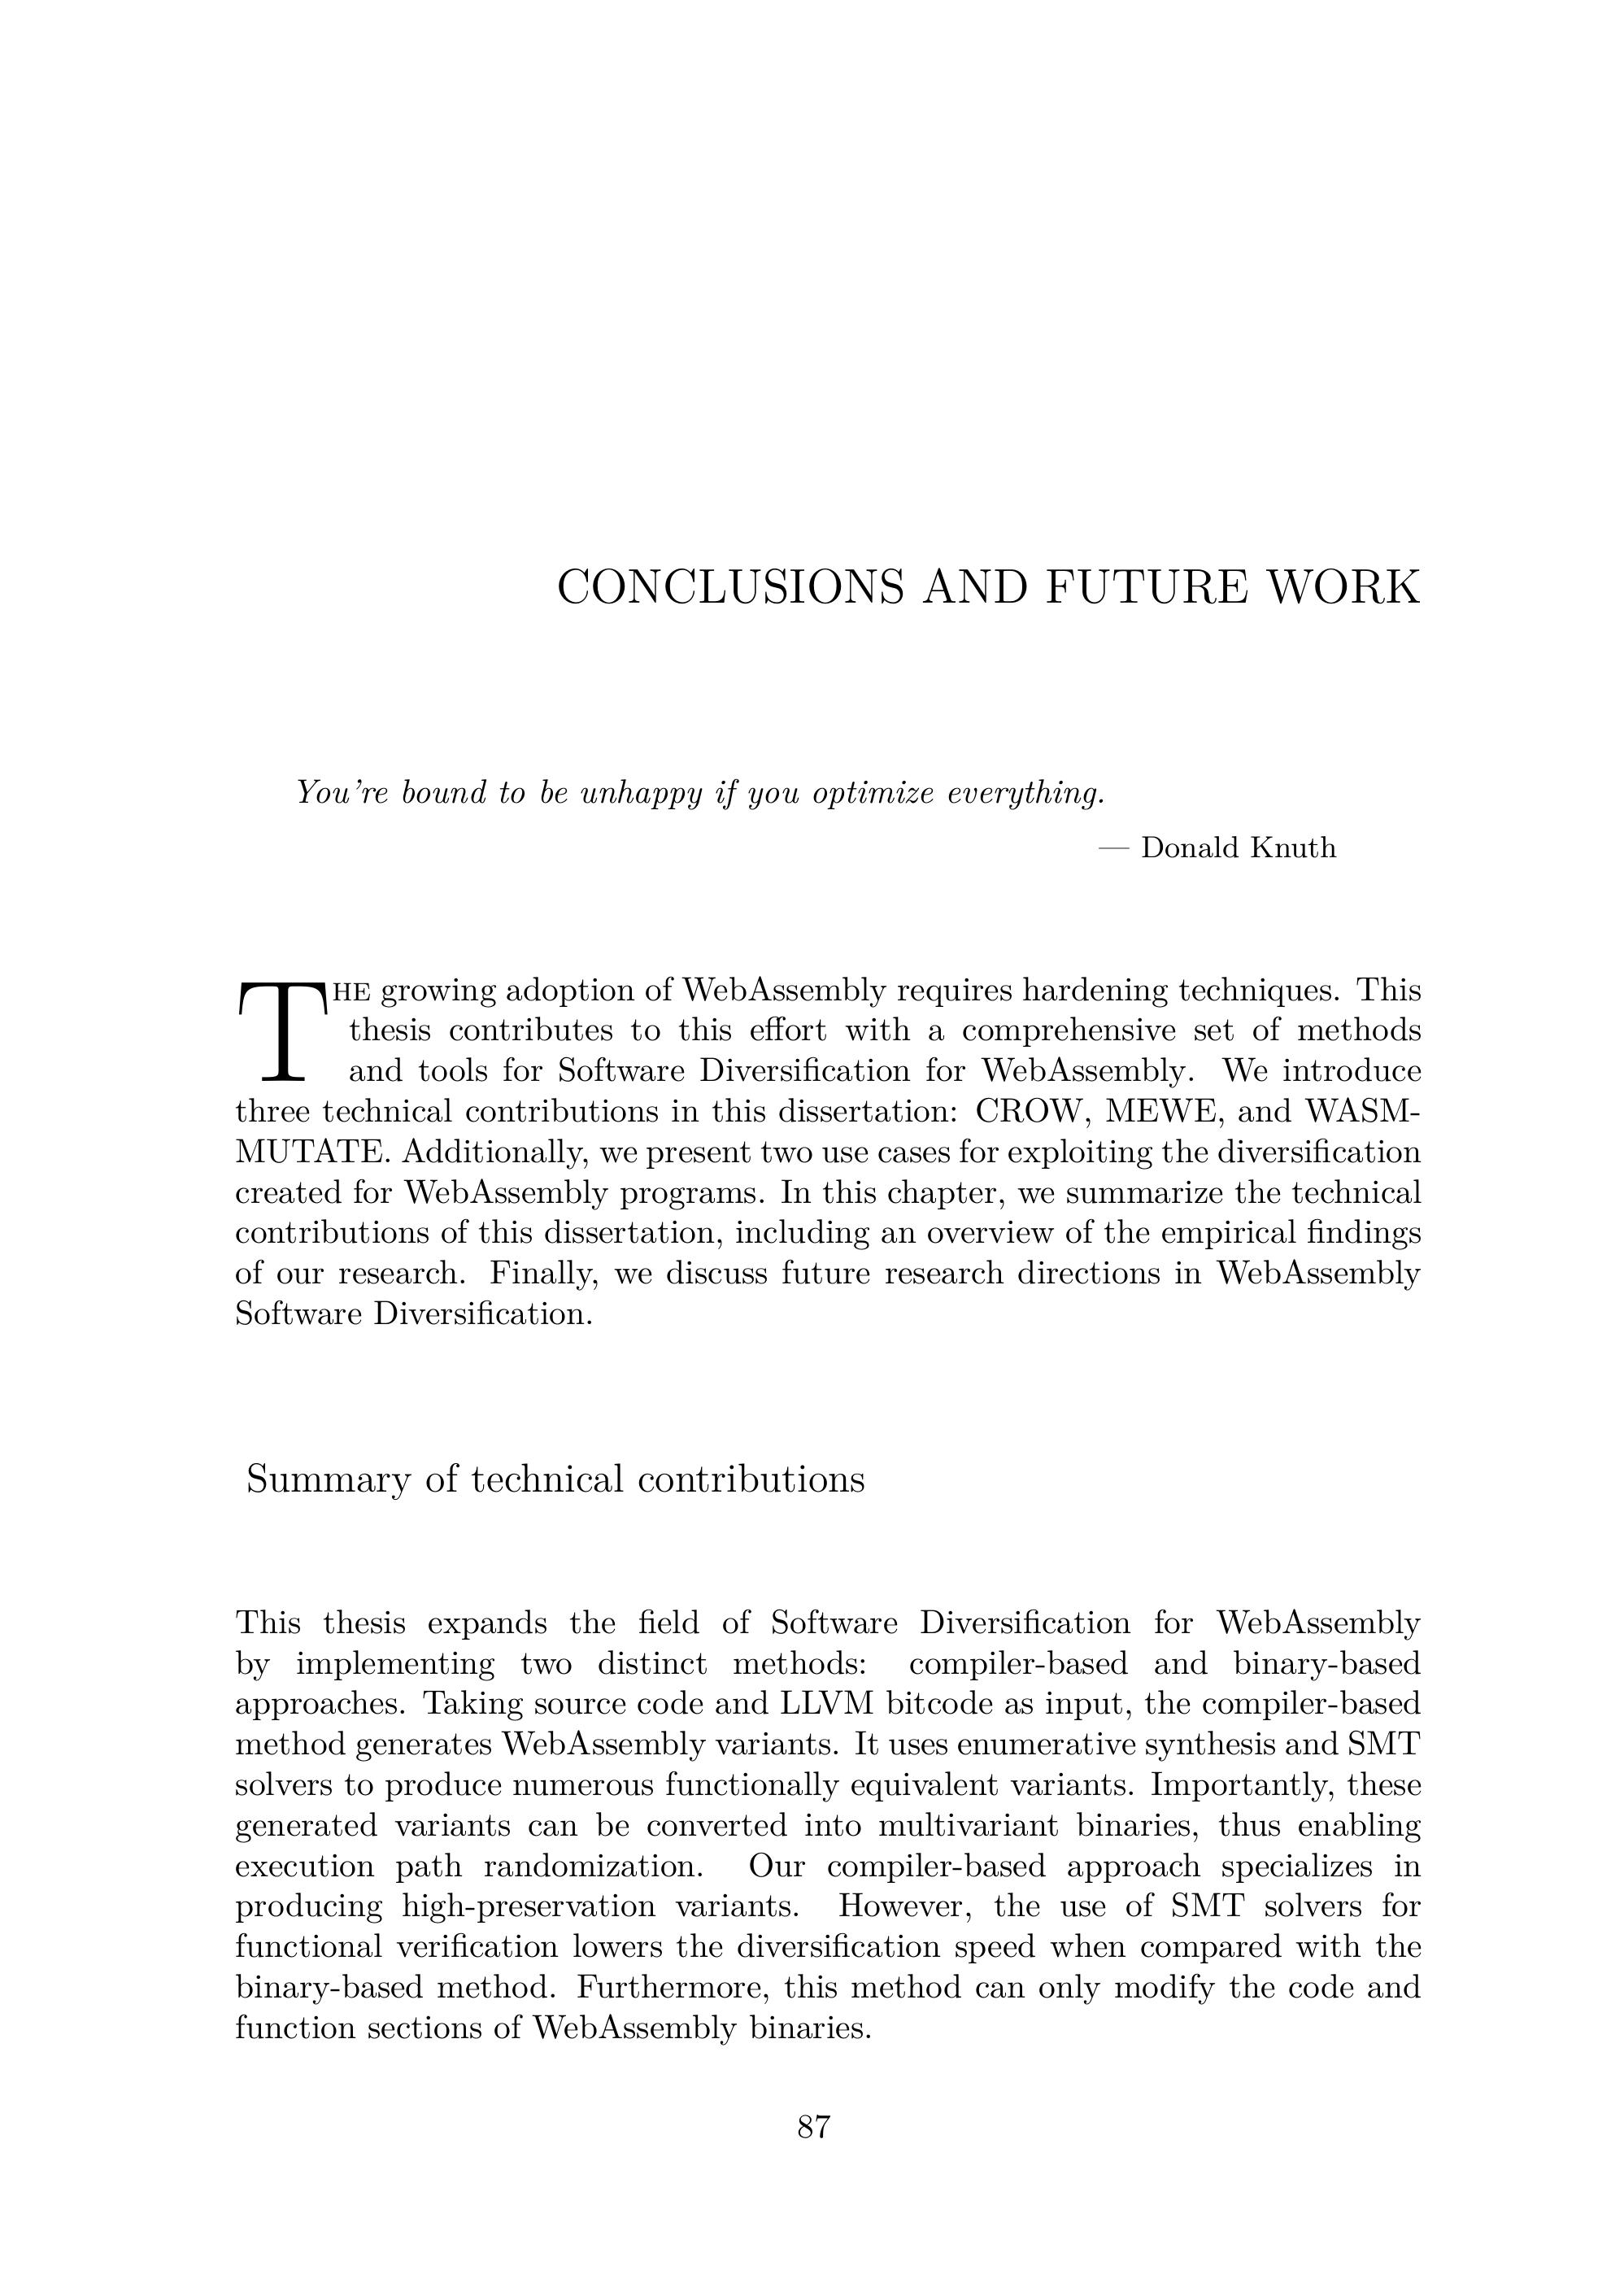 CONCLUSIONS AND FUTURE WORK
You're bound to be unhappy if you optimize everything.
— Donald Knuth
THE growing adoption of WebAssembly requires hardening techniques. This
thesis contributes to this effort with a comprehensive set of methods
and tools for Software Diversification for WebAssembly. We introduce
three technical contributions in this dissertation: CROW, MEWE, and WASM-
MUTATE. Additionally, we present two use cases for exploiting the diversification
created for WebAssembly programs. In this chapter, we summarize the technical
contributions of this dissertation, including an overview of the empirical findings
of our research. Finally, we discuss future research directions in WebAssembly
Software Diversification.
Summary of technical contributions
This thesis expands the field of Software Diversification for WebAssembly
by implementing two distinct methods: compiler-based and binary-based
approaches. Taking source code and LLVM bitcode as input, the compiler-based
method generates WebAssembly variants. It uses enumerative synthesis and SMT
solvers to produce numerous functionally equivalent variants. Importantly, these
generated variants can be converted into multivariant binaries, thus enabling
execution path randomization. Our compiler-based approach specializes in
producing high-preservation variants. However, the use of SMT solvers for
functional verification lowers the diversification speed when compared with the
binary-based method. Furthermore, this method can only modify the code and
function sections of WebAssembly binaries.
87